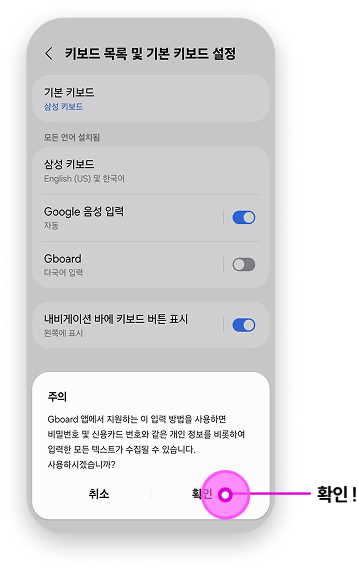 키보드 목록 및 기본 키보드 설정
기본 키보드
삼성 키보드
모든 언어 설치됨
삼성 키보드
English (US) 및 한국어
Google 음성 입력
자동
Gboard
다국어 입력
내비게이션 바에 키보드 버튼 표시
왼쪽에 표시
주의
Gboard 앱에서 지원하는 이 입력 방법을 사용하면
비밀번호 및 신용카드 번호와 같은 개인 정보를 비롯하여
입력한 모든 텍스트가 수집될 수 있습니다.
사용하시겠습니까?
취소 확인
확인!